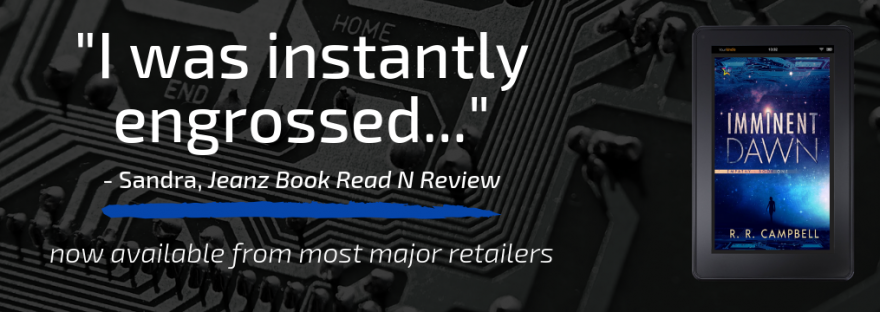 HOME
END
"I was instantly
engrossed..."
- Sandra, Jeanz Book Read N Review
now available from most major retailers
IMMINENT
DAWN
R. R. CAMPBELL